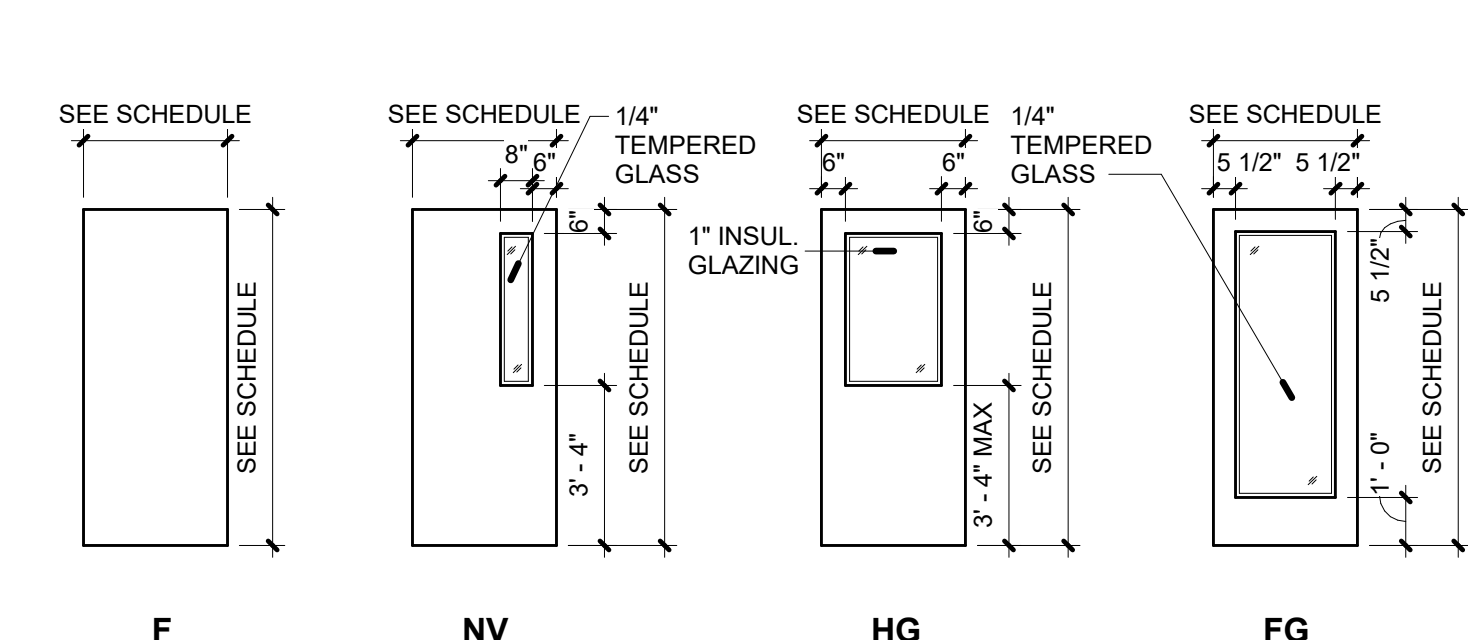 SEE SCHEDULE
SEE SCHEDULE
F
SEE SCHEDULE
1/4"
TEMPERED
GLASS
8"
6"
6"
3' - 4"
SEE SCHEDULE
NV
SEE SCHEDULE
6"
6"
6"
1" INSUL.
GLAZING
3' - 4" MAX
SEE SCHEDULE
HG
SEE SCHEDULE
1/4"
TEMPERED
GLASS
5 1/2"
5 1/2"
5 1/2"
1' - 0"
SEE SCHEDULE
FG